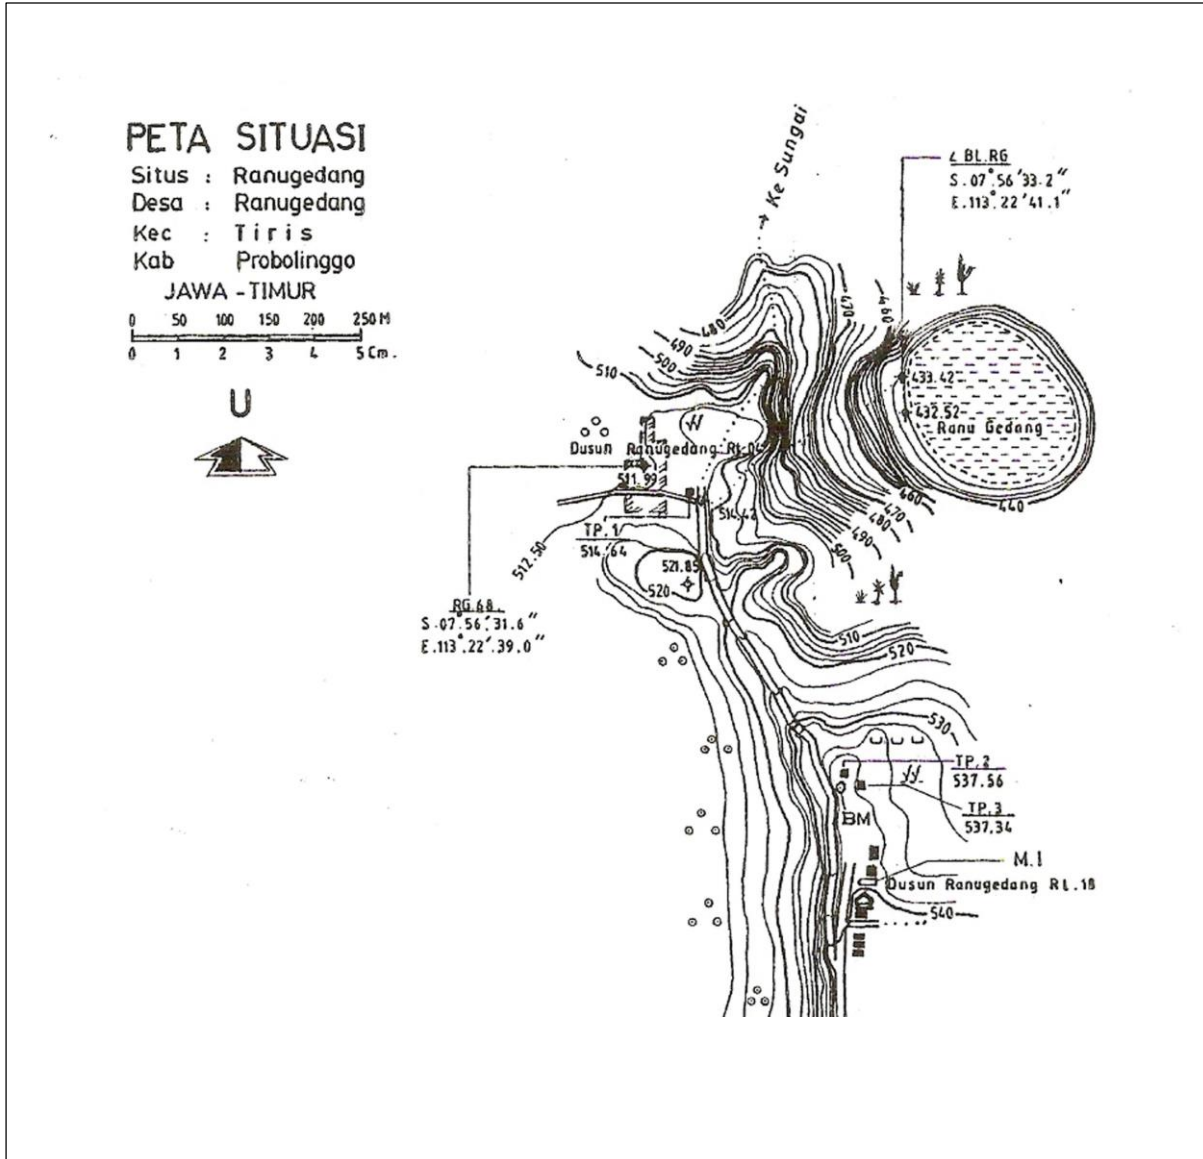 PETA SITUASI
Situs : Ranugedang
Desa : Ranugedang
Kec : Tiris
Kab Probolinggo
JAWA - TIMUR
0 50 100 150 200 250 M
0 1 2 3 4 5 Cm.
U
→ Ke Sungai
∠ BL.RG
S.07°.56'33.2"
E.113°.22'41.1"
480
490
500
510
470
460
433.42
432.52
Ranu Gedang
Dusun Ranugedang Rt.04
511.99
514.42
460
470
480
490
500
440
TP.1
514.64
512.50
521.85
520
RG.68.
S.07°.56'.31.6"
E.113°.22'.39.0"
510
520
530
TP.2
537.56
TP.3
537.34
BM
M.I
Dusun Ranugedang Rt.18
540